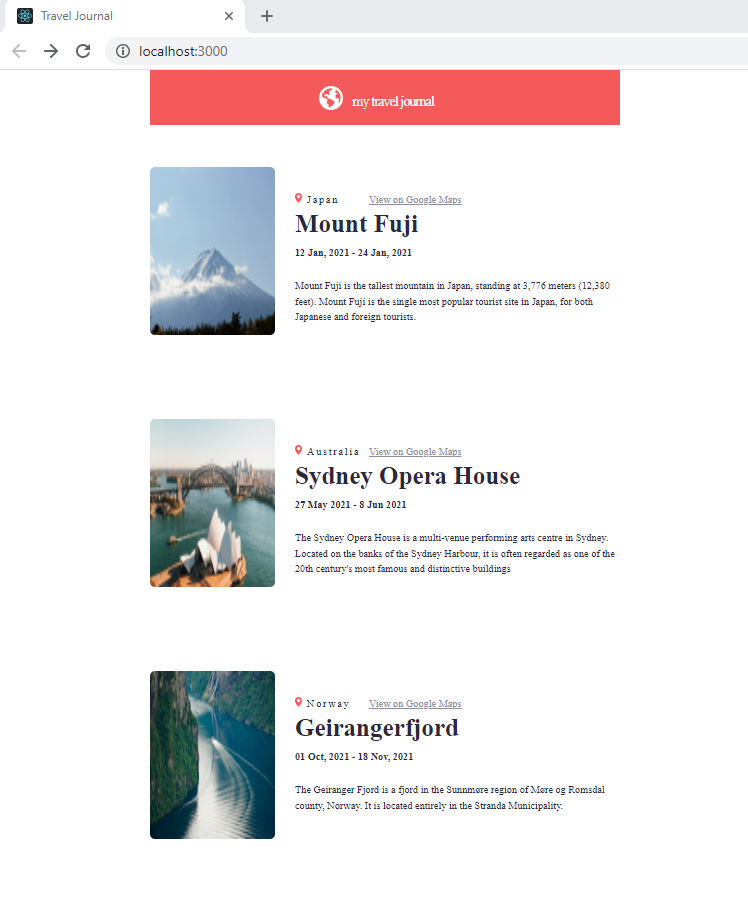 Travel Journal
localhost:3000
my travel journal
Japan View on Google Maps
Mount Fuji
12 Jan, 2021 - 24 Jan, 2021
Mount Fuji is the tallest mountain in Japan, standing at 3,776 meters (12,380
feet). Mount Fuji is the single most popular tourist site in Japan, for both
Japanese and foreign tourists.
Australia View on Google Maps
Sydney Opera House
27 May 2021 - 8 Jun 2021
The Sydney Opera House is a multi-venue performing arts centre in Sydney.
Located on the banks of the Sydney Harbour, it is often regarded as one of the
20th century's most famous and distinctive buildings
Norway View on Google Maps
Geirangerfjord
01 Oct, 2021 - 18 Nov, 2021
The Geiranger Fjord is a fjord in the Sunnmøre region of Møre og Romsdal
county, Norway. It is located entirely in the Stranda Municipality.